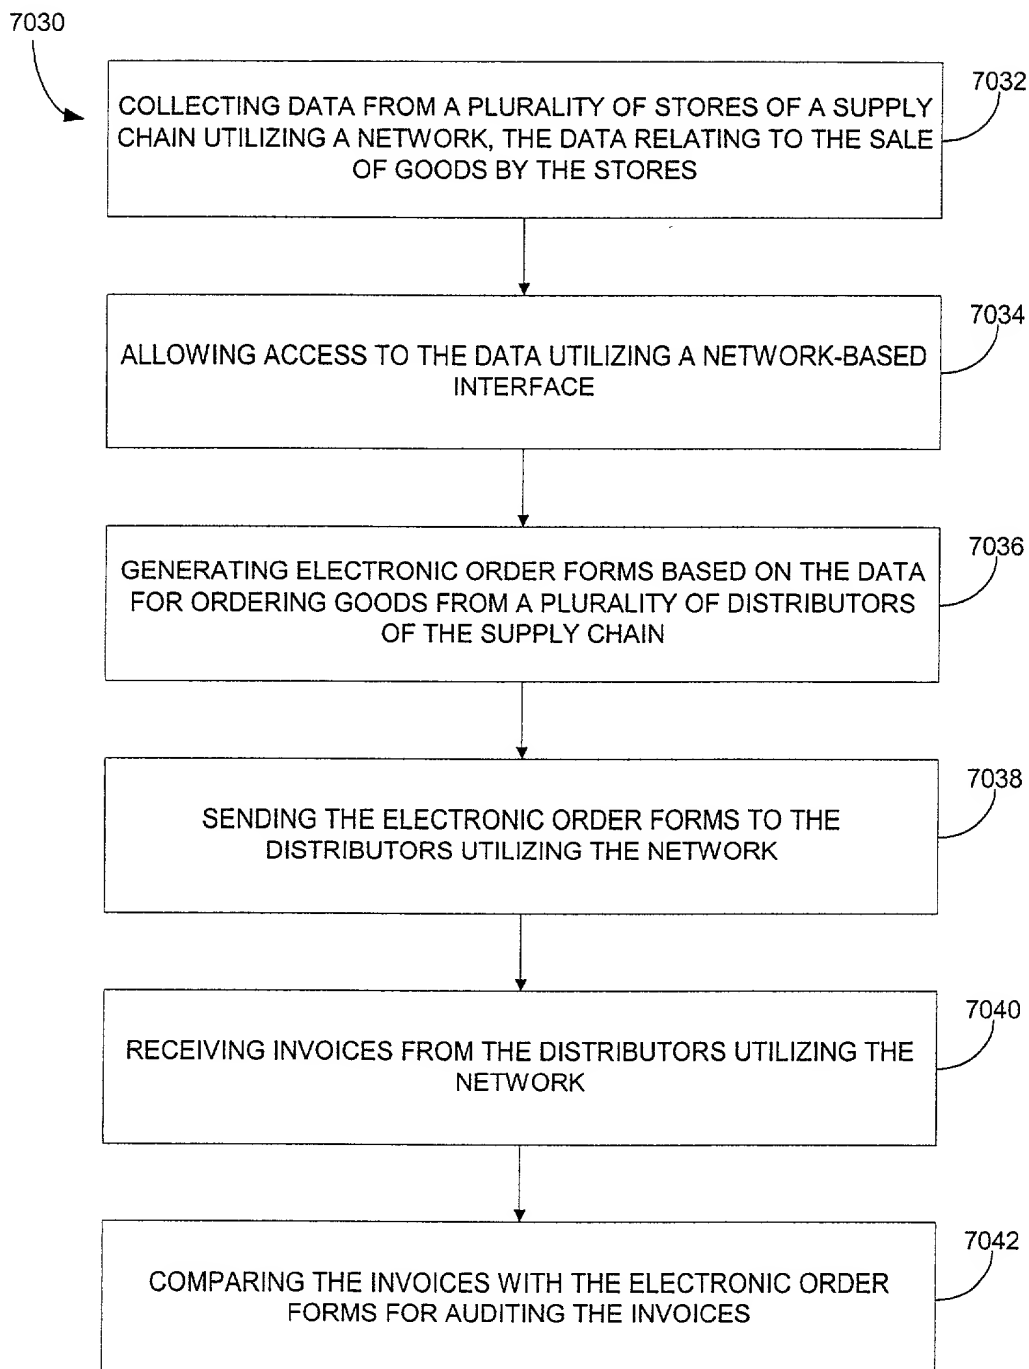 7030
7032
COLLECTING DATA FROM A PLURALITY OF STORES OF A SUPPLY
CHAIN UTILIZING A NETWORK, THE DATA RELATING TO THE SALE
OF GOODS BY THE STORES
7034
ALLOWING ACCESS TO THE DATA UTILIZING A NETWORK-BASED
INTERFACE
7036
GENERATING ELECTRONIC ORDER FORMS BASED ON THE DATA
FOR ORDERING GOODS FROM A PLURALITY OF DISTRIBUTORS
OF THE SUPPLY CHAIN
7038
SENDING THE ELECTRONIC ORDER FORMS TO THE
DISTRIBUTORS UTILIZING THE NETWORK
7040
RECEIVING INVOICES FROM THE DISTRIBUTORS UTILIZING THE
NETWORK
7042
COMPARING THE INVOICES WITH THE ELECTRONIC ORDER
FORMS FOR AUDITING THE INVOICES